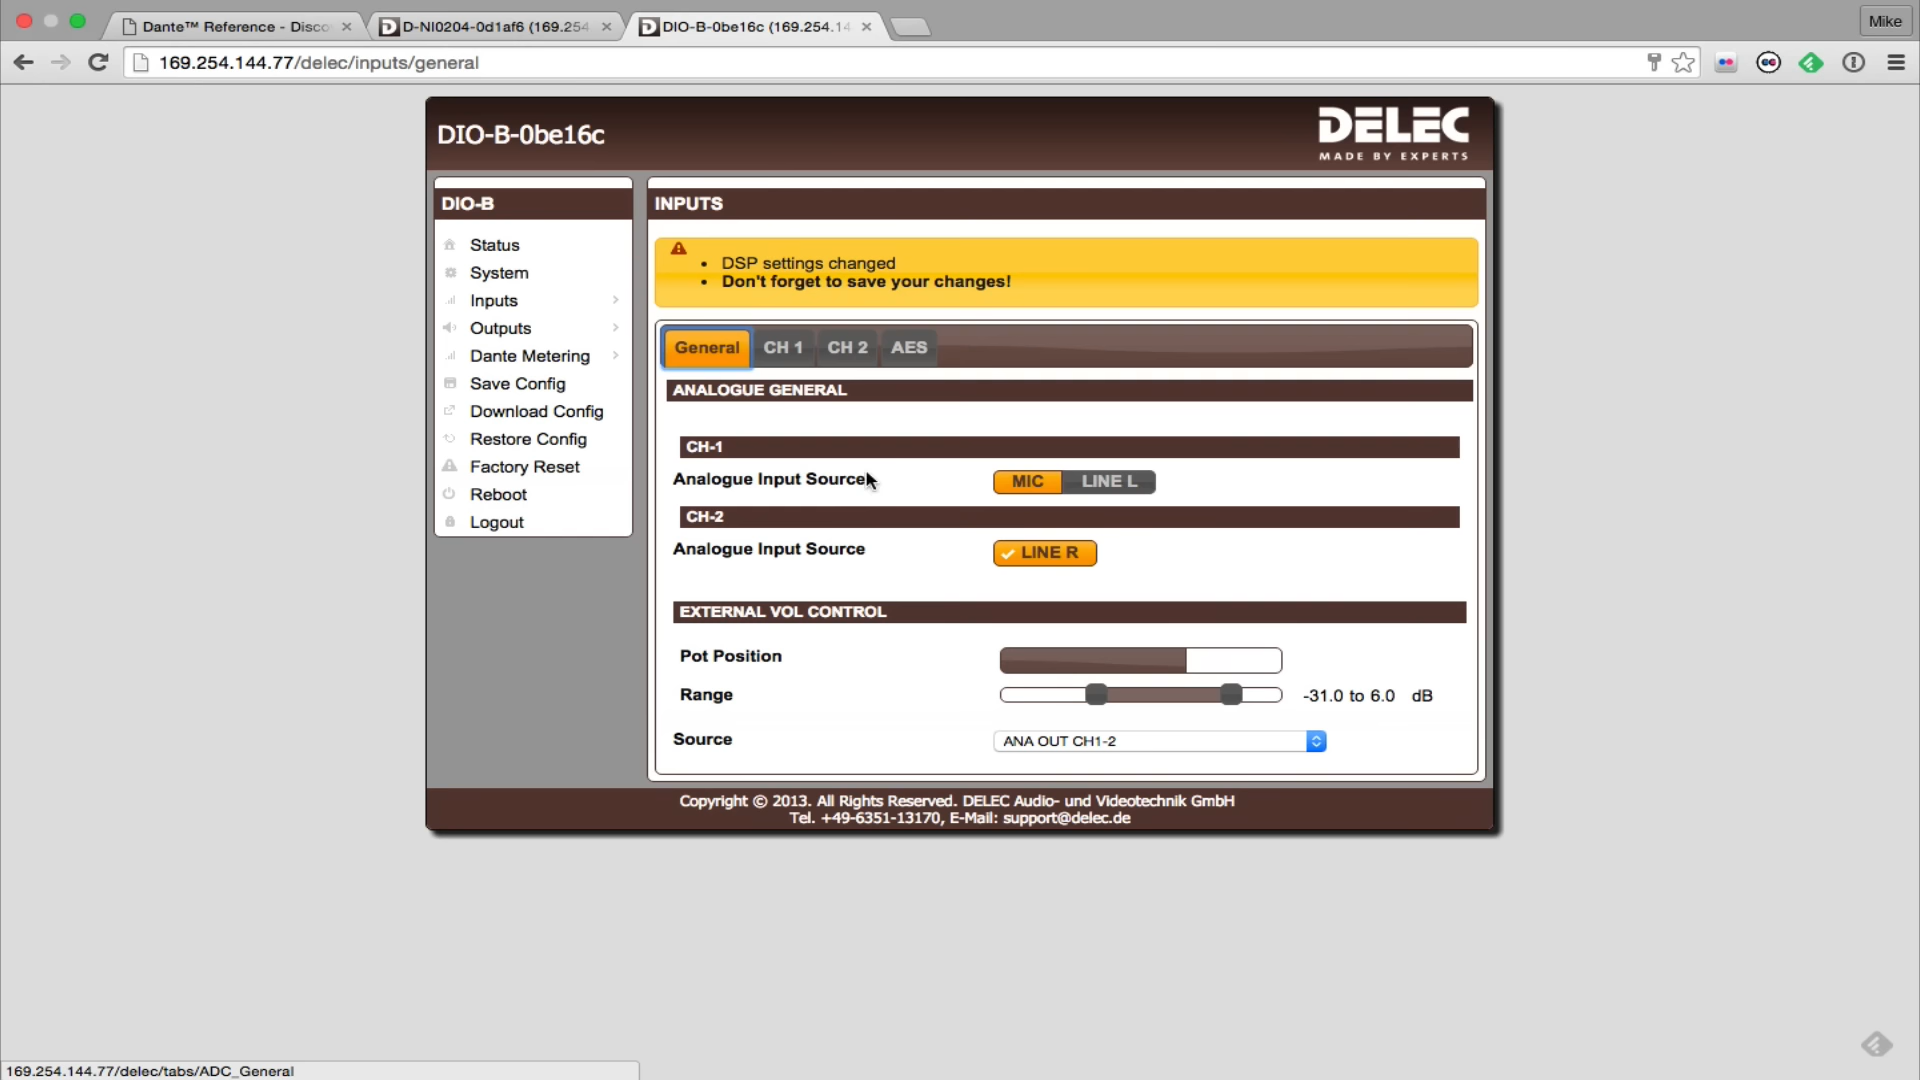 Dante™ Reference - Disco
D-NI0204-0d1af6 (169.254
DIO-B-0be16c (169.254.14
Mike
169.254.144.77/delec/inputs/general
DIO-B-0be16c
DELEC
MADE BY EXPERTS
DIO-B
Status
System
Inputs
Outputs
Dante Metering
Save Config
Download Config
Restore Config
Factory Reset
Reboot
Logout
INPUTS
DSP settings changed
Don't forget to save your changes!
General CH 1 CH 2 AES
ANALOGUE GENERAL
CH-1
Analogue Input Source MIC LINE L
CH-2
Analogue Input Source LINE R
EXTERNAL VOL CONTROL
Pot Position
Range -31.0 to 6.0 dB
Source ANA OUT CH1-2
Copyright © 2013. All Rights Reserved. DELEC Audio- und Videotechnik GmbH
Tel. +49-6351-13170, E-Mail: support@delec.de
169.254.144.77/delec/tabs/ADC_General